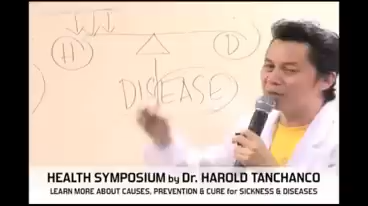 H D
DISEASE
HEALTH SYMPOSIUM by Dr. HAROLD TANCHANCO
LEARN MORE ABOUT CAUSES, PREVENTION & CURE for SICKNESS & DISEASES